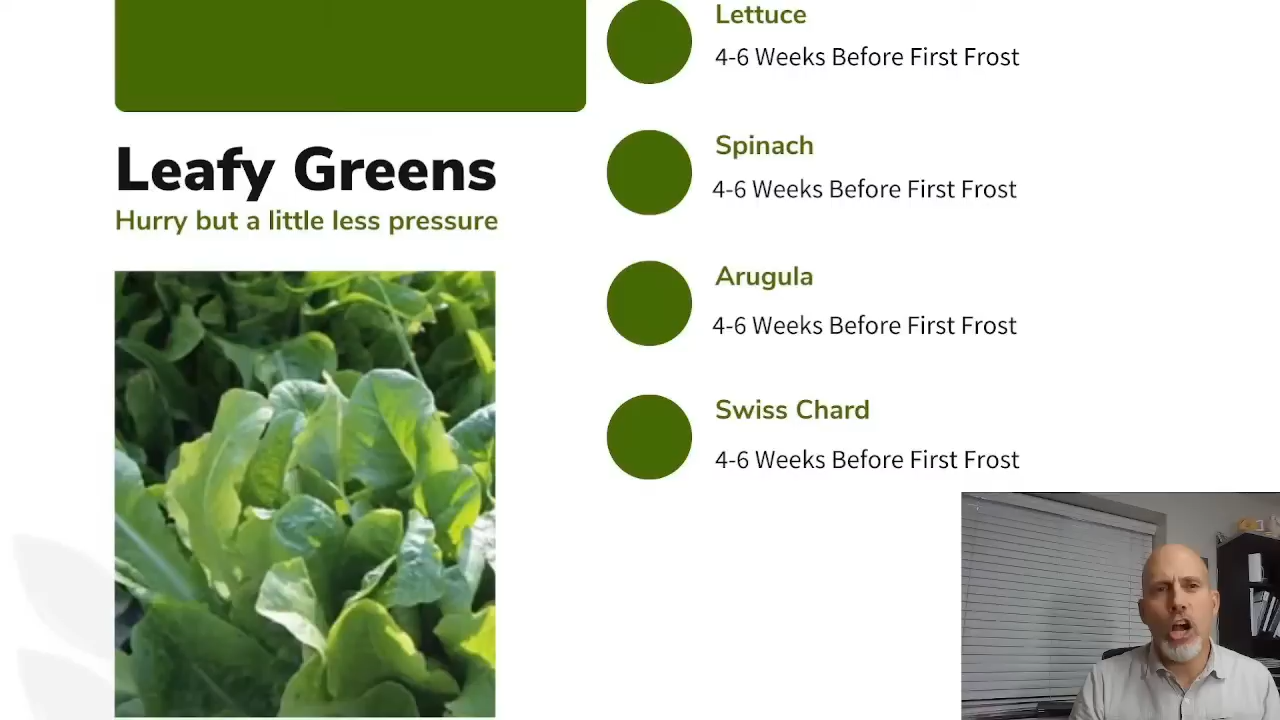 Leafy Greens
Hurry but a little less pressure
Lettuce
4-6 Weeks Before First Frost
Spinach
4-6 Weeks Before First Frost
Arugula
4-6 Weeks Before First Frost
Swiss Chard
4-6 Weeks Before First Frost